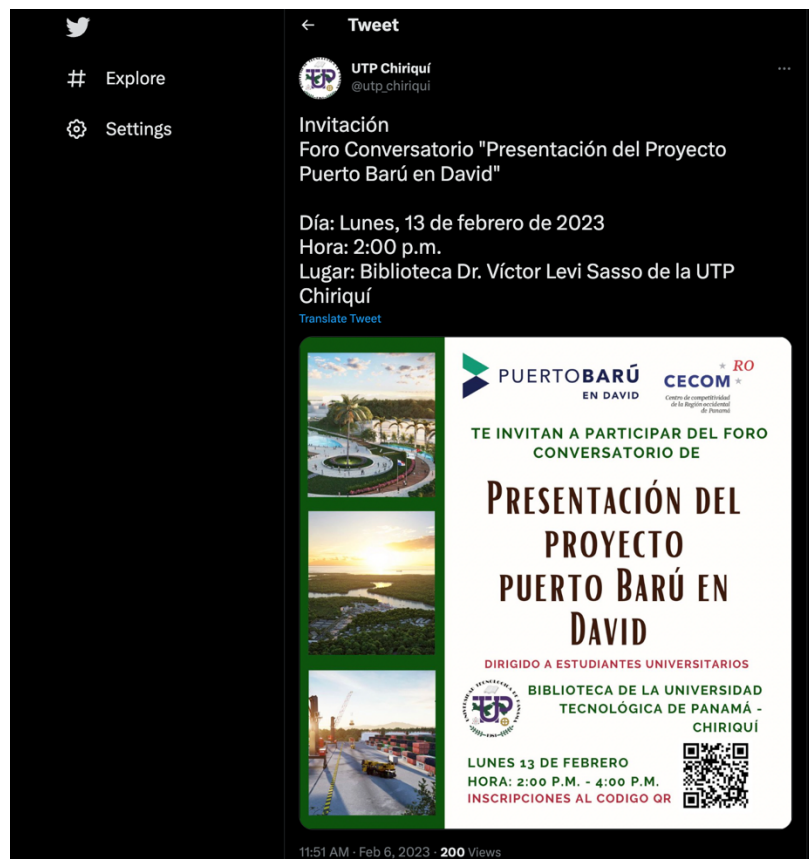 Tweet
Explore
Settings
UTP Chiriquí
@utp_chiriqui
Invitación
Foro Conversatorio "Presentación del Proyecto
Puerto Barú en David"
Día: Lunes, 13 de febrero de 2023
Hora: 2:00 p.m.
Lugar: Biblioteca Dr. Víctor Levi Sasso de la UTP
Chiriquí
Translate Tweet
PUERTOBARÚ
EN DAVID
CECOM RO
Centro de competitividad
de la Región occidental
de Panamá
TE INVITAN A PARTICIPAR DEL FORO
CONVERSATORIO DE
PRESENTACIÓN DEL
PROYECTO
PUERTO BARÚ EN
DAVID
DIRIGIDO A ESTUDIANTES UNIVERSITARIOS
UTP
BIBLIOTECA DE LA UNIVERSIDAD
TECNOLÓGICA DE PANAMÁ -
CHIRIQUÍ
LUNES 13 DE FEBRERO
HORA: 2:00 P.M. - 4:00 P.M.
INSCRIPCIONES AL CODIGO QR
11:51 AM · Feb 6, 2023 · 200 Views